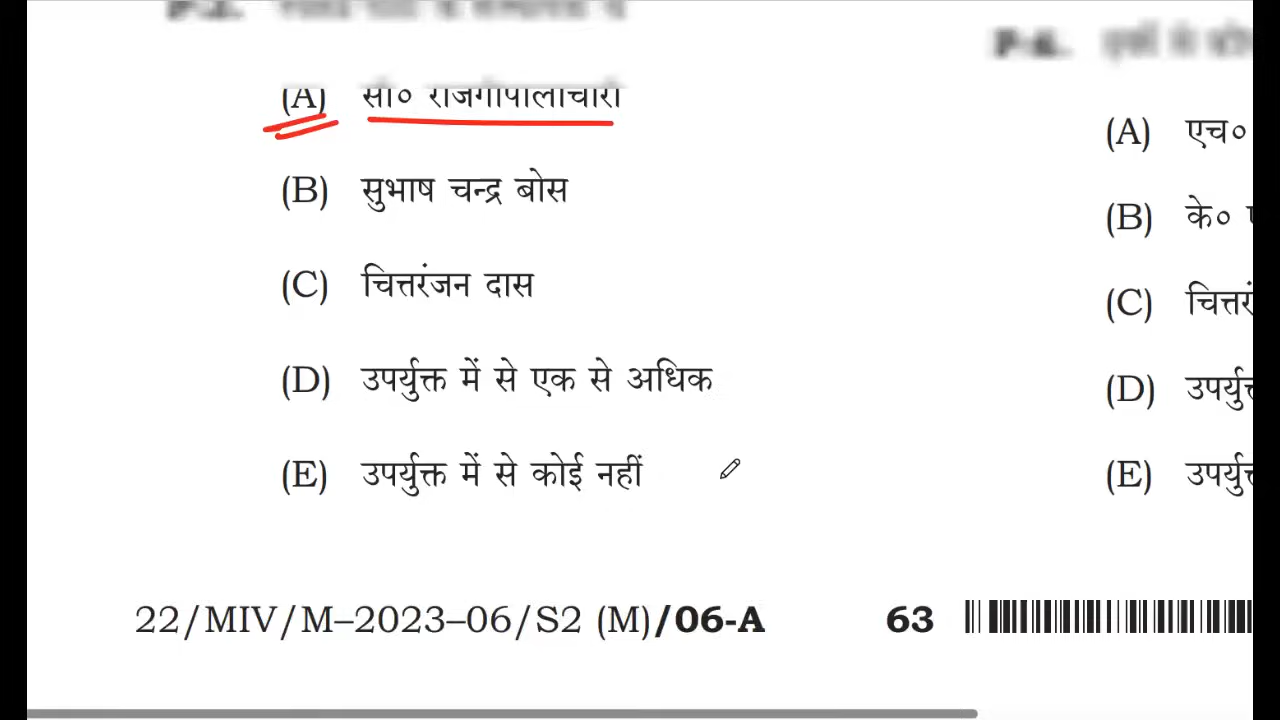 (A) सी० राजगोपालाचारी
(B) सुभाष चन्द्र बोस
(C) चित्तरंजन दास
(D) उपर्युक्त में से एक से अधिक
(E) उपर्युक्त में से कोई नहीं
22/MIV/M–2023–06/S2 (M)/06-A
63
(A) एच०
(B) के०
(C)
(D)
(E)